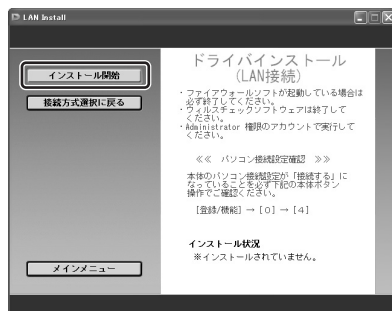 LAN Install
インストール開始
接続方式選択に戻る
メインメニュー
ドライバインストール
(LAN接続)
・ファイアウォールソフトが起動している場合は
必ず終了してください。
・ウィルスチェックソフトウェアは終了して
ください。
・Administrator 権限のアカウントで実行して
ください。
≪≪ パソコン接続設定確認 ≫≫
本体のパソコン接続設定が「接続する」に
なっていることを必ず下記の本体ボタン
操作でご確認ください。
[登録/機能] → [0] → [4]
インストール状況
※インストールされていません。